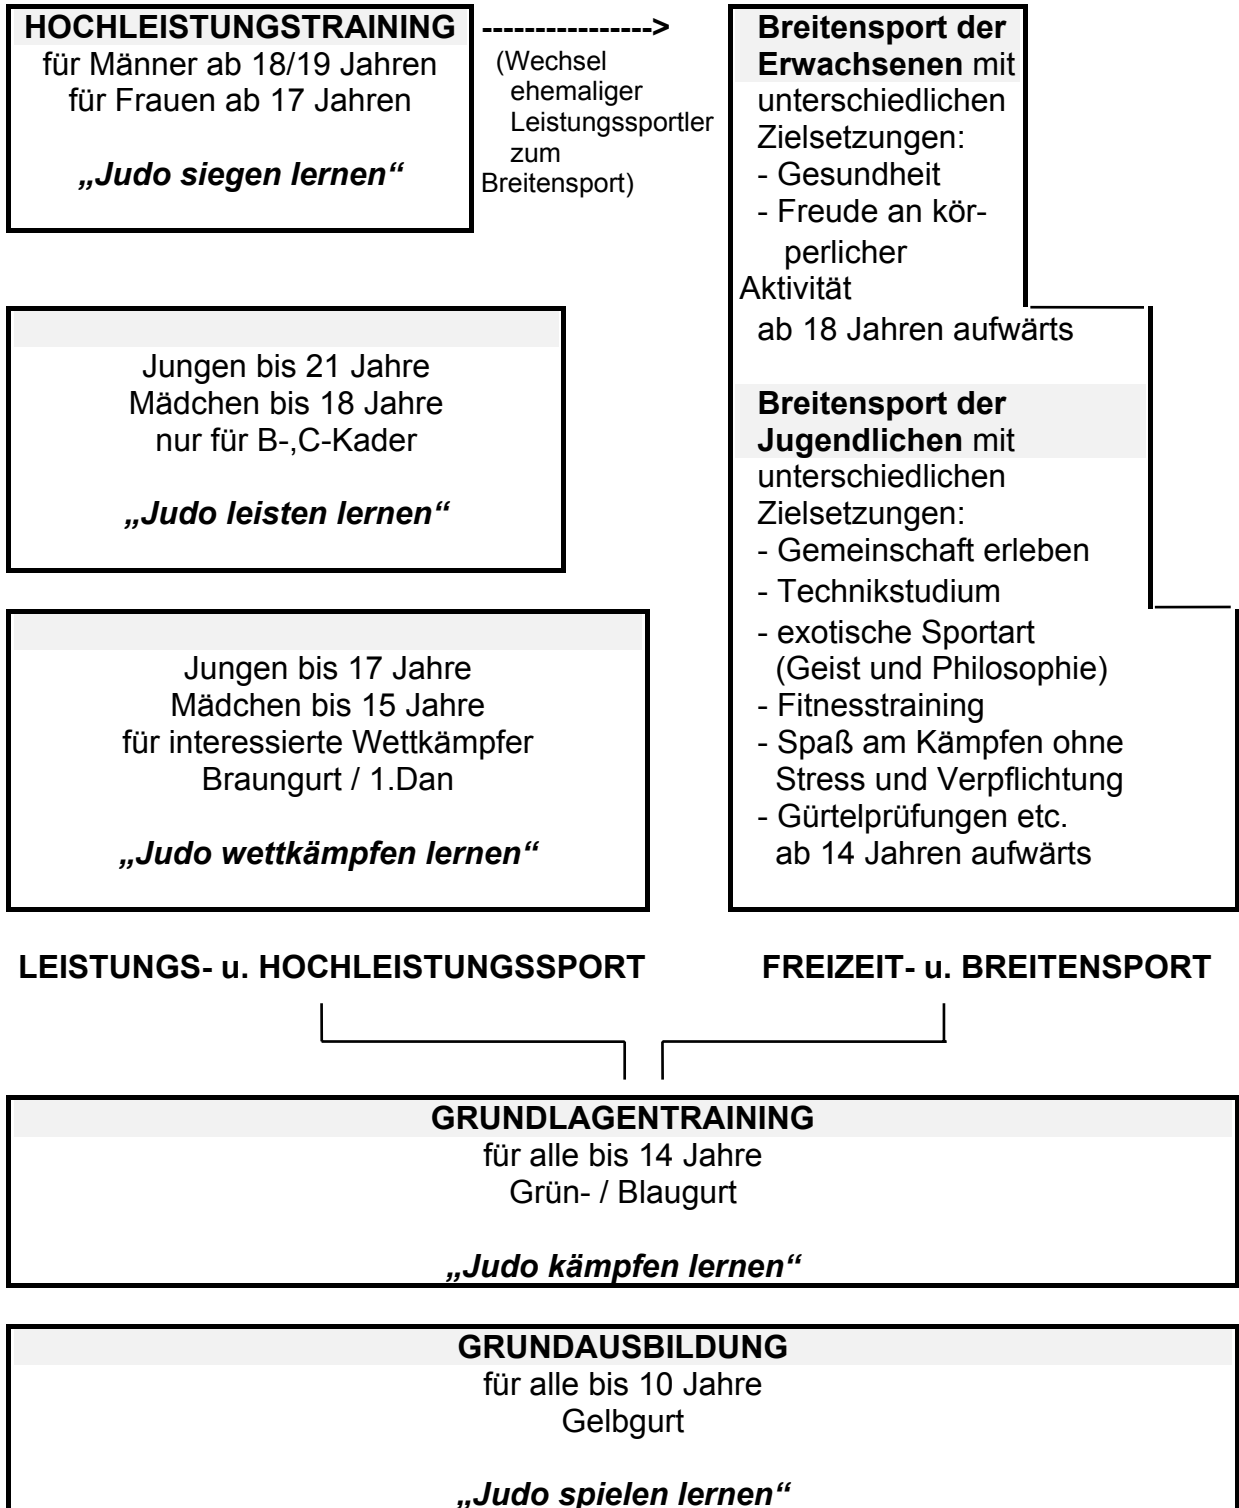 HOCHLEISTUNGSTRAINING
für Männer ab 18/19 Jahren
für Frauen ab 17 Jahren
„Judo siegen lernen“
---------------->
(Wechsel
ehemaliger
Leistungssportler
zum
Breitensport)
Breitensport der
Erwachsenen mit
unterschiedlichen
Zielsetzungen:
- Gesundheit
- Freude an kör-
perlicher
Aktivität
ab 18 Jahren aufwärts
Jungen bis 21 Jahre
Mädchen bis 18 Jahre
nur für B-,C-Kader
„Judo leisten lernen“
Jungen bis 17 Jahre
Mädchen bis 15 Jahre
für interessierte Wettkämpfer
Braungurt / 1.Dan
„Judo wettkämpfen lernen“
Breitensport der
Jugendlichen mit
unterschiedlichen
Zielsetzungen:
- Gemeinschaft erleben
- Technikstudium
- exotische Sportart
(Geist und Philosophie)
- Fitnesstraining
- Spaß am Kämpfen ohne
Stress und Verpflichtung
- Gürtelprüfungen etc.
ab 14 Jahren aufwärts
LEISTUNGS- u. HOCHLEISTUNGSSPORT
FREIZEIT- u. BREITENSPORT
GRUNDLAGENTRAINING
für alle bis 14 Jahre
Grün- / Blaugurt
„Judo kämpfen lernen“
GRUNDAUSBILDUNG
für alle bis 10 Jahre
Gelbgurt
„Judo spielen lernen“